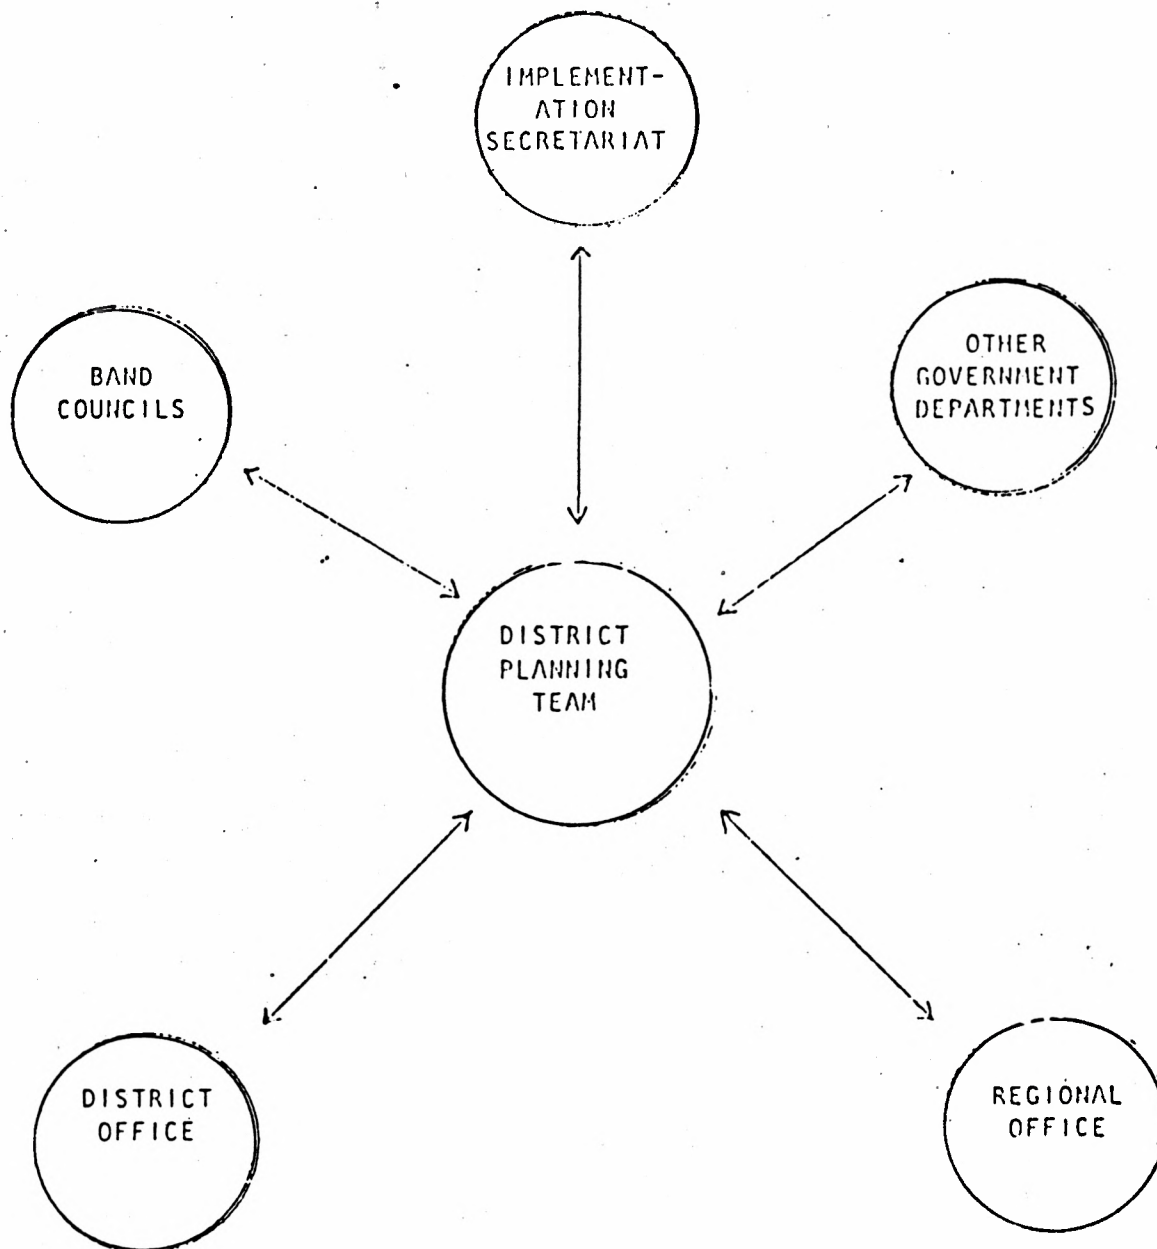 IMPLEMENT-
ATION
SECRETARIAT
BAND
COUNCILS
OTHER
GOVERNMENT
DEPARTMENTS
DISTRICT
PLANNING
TEAM
DISTRICT
OFFICE
REGIONAL
OFFICE